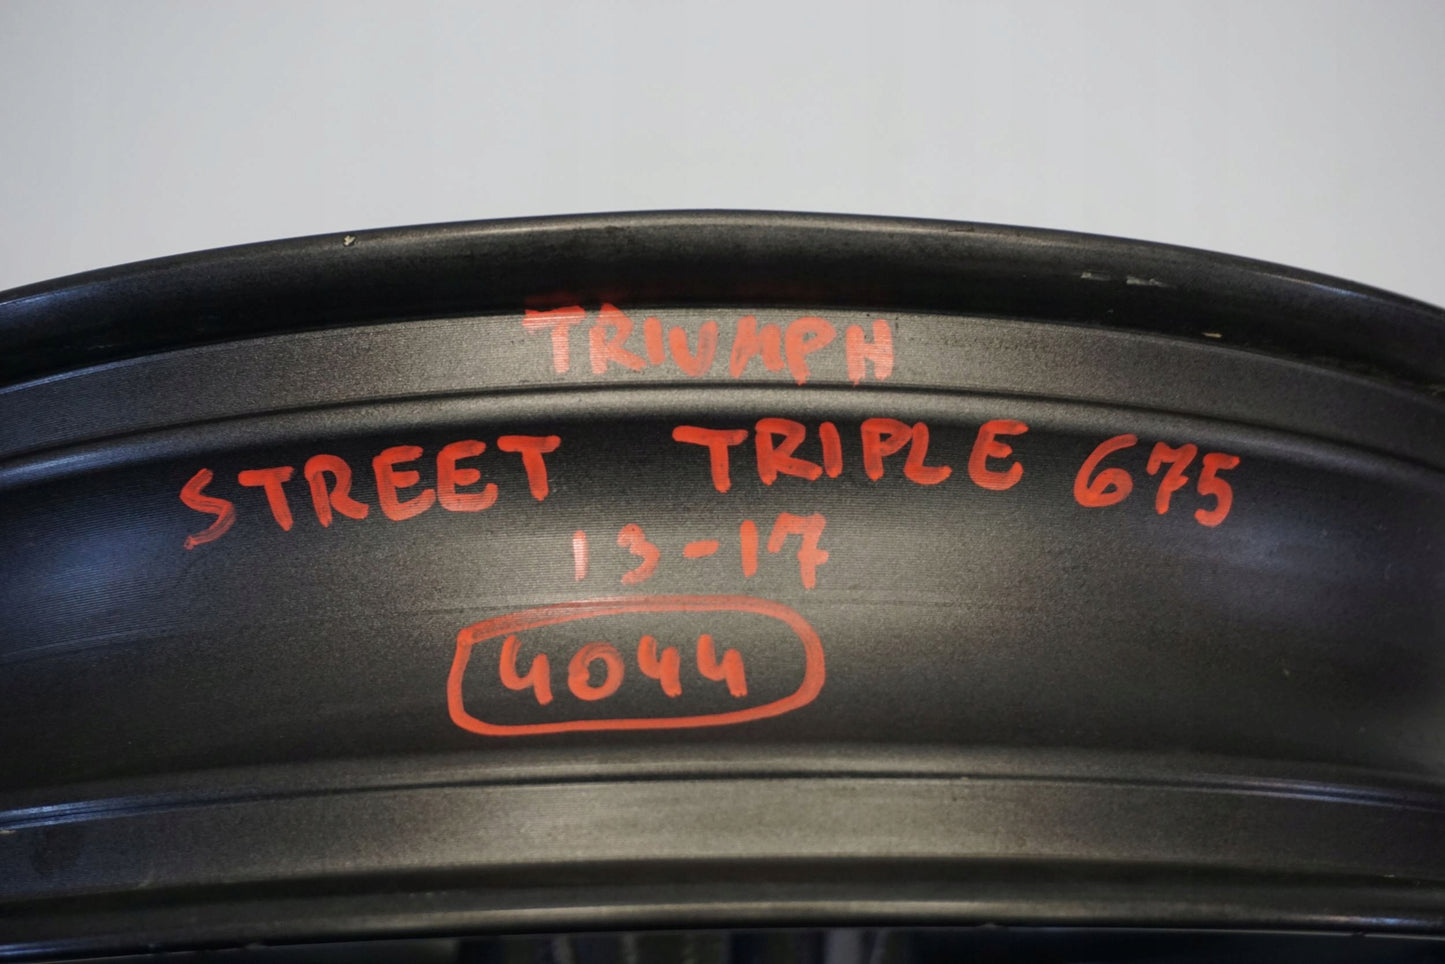 TRIUMPH
STREET TRIPLE 675
13-17
4044